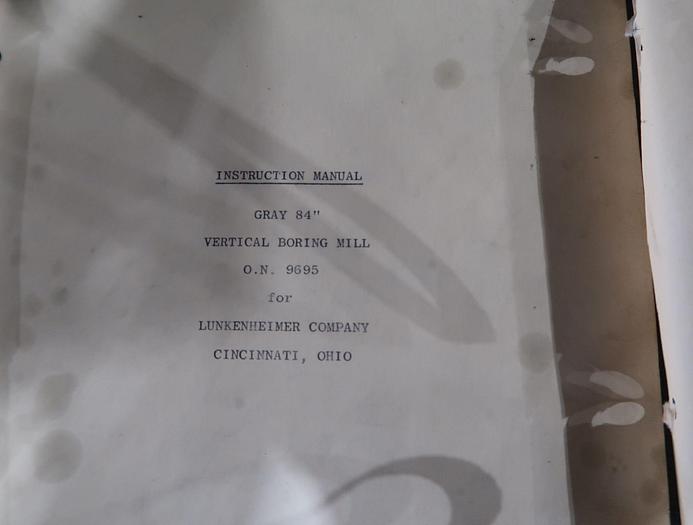 INSTRUCTION MANUAL
GRAY 84"
VERTICAL BORING MILL
O.N. 9695
for
LUNKENHEIMER COMPANY
CINCINNATI, OHIO